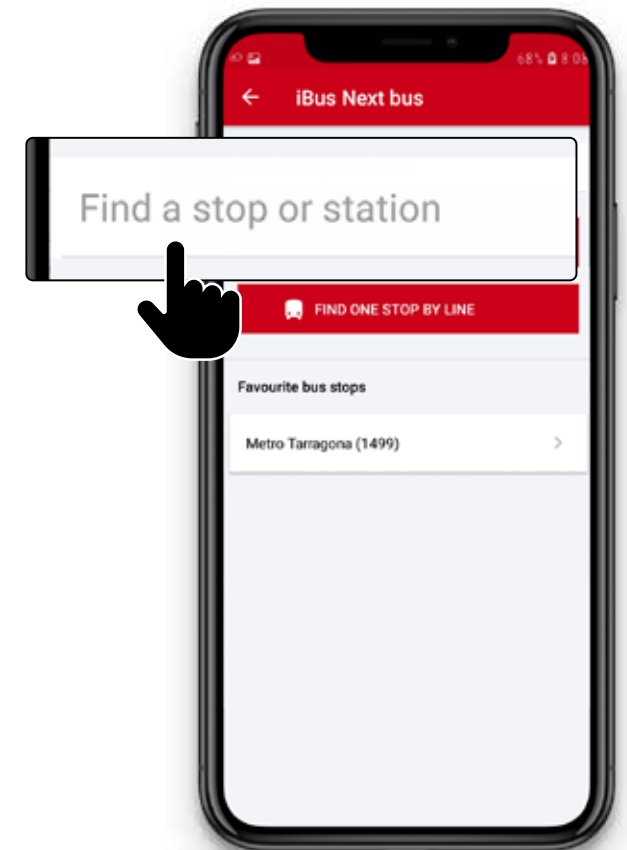 68% 8:08
iBus Next bus
Find a stop or station
FIND ONE STOP BY LINE
Favourite bus stops
Metro Tarragona (1499)